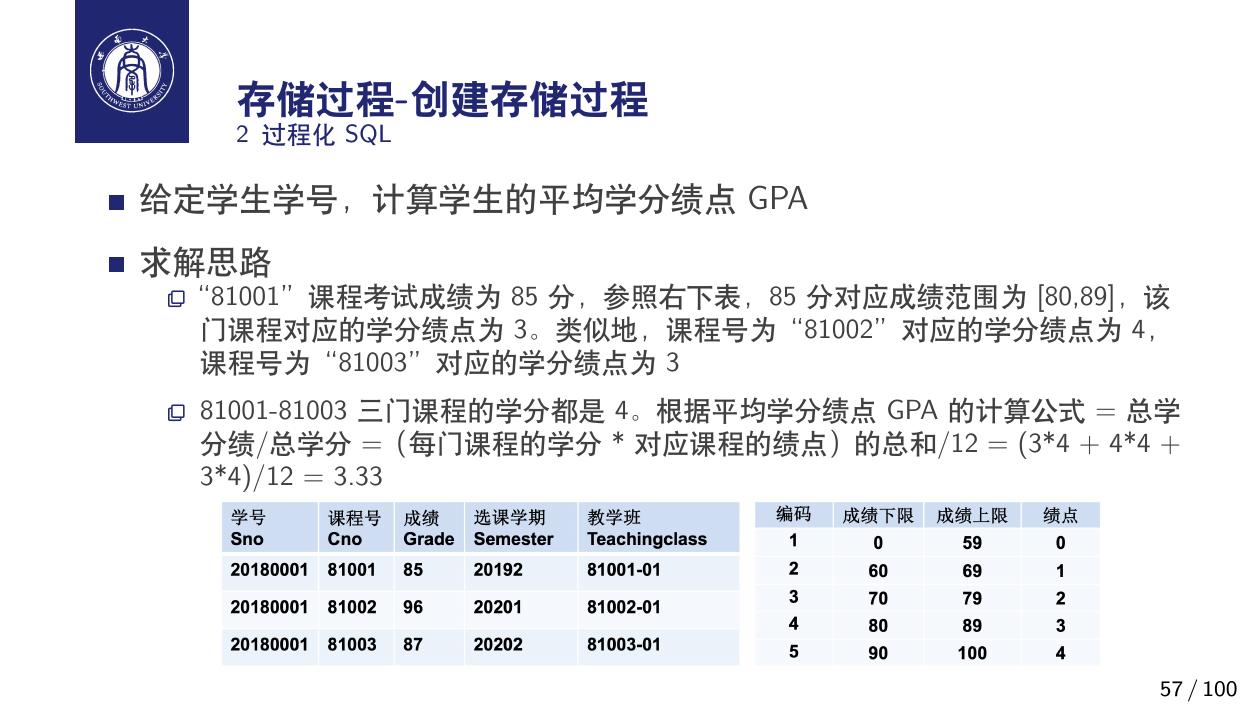 西南大学
SOUTHWEST UNIVERSITY
存储过程-创建存储过程
2 过程化 SQL
给定学生学号，计算学生的平均学分绩点 GPA
求解思路
“81001” 课程考试成绩为 85 分，参照右下表，85 分对应成绩范围为 [80,89]，该
门课程对应的学分绩点为 3。类似地，课程号为 “81002” 对应的学分绩点为 4，
课程号为 “81003” 对应的学分绩点为 3
81001-81003 三门课程的学分都是 4。根据平均学分绩点 GPA 的计算公式 = 总学
分绩/总学分 =（每门课程的学分 * 对应课程的绩点）的总和/12 = (3*4 + 4*4 +
3*4)/12 = 3.33
学号 课程号 成绩 选课学期 教学班
Sno Cno Grade Semester Teachingclass
20180001 81001 85 20192 81001-01
20180001 81002 96 20201 81002-01
20180001 81003 87 20202 81003-01
编码 成绩下限 成绩上限 绩点
1 0 59 0
2 60 69 1
3 70 79 2
4 80 89 3
5 90 100 4
57 / 100